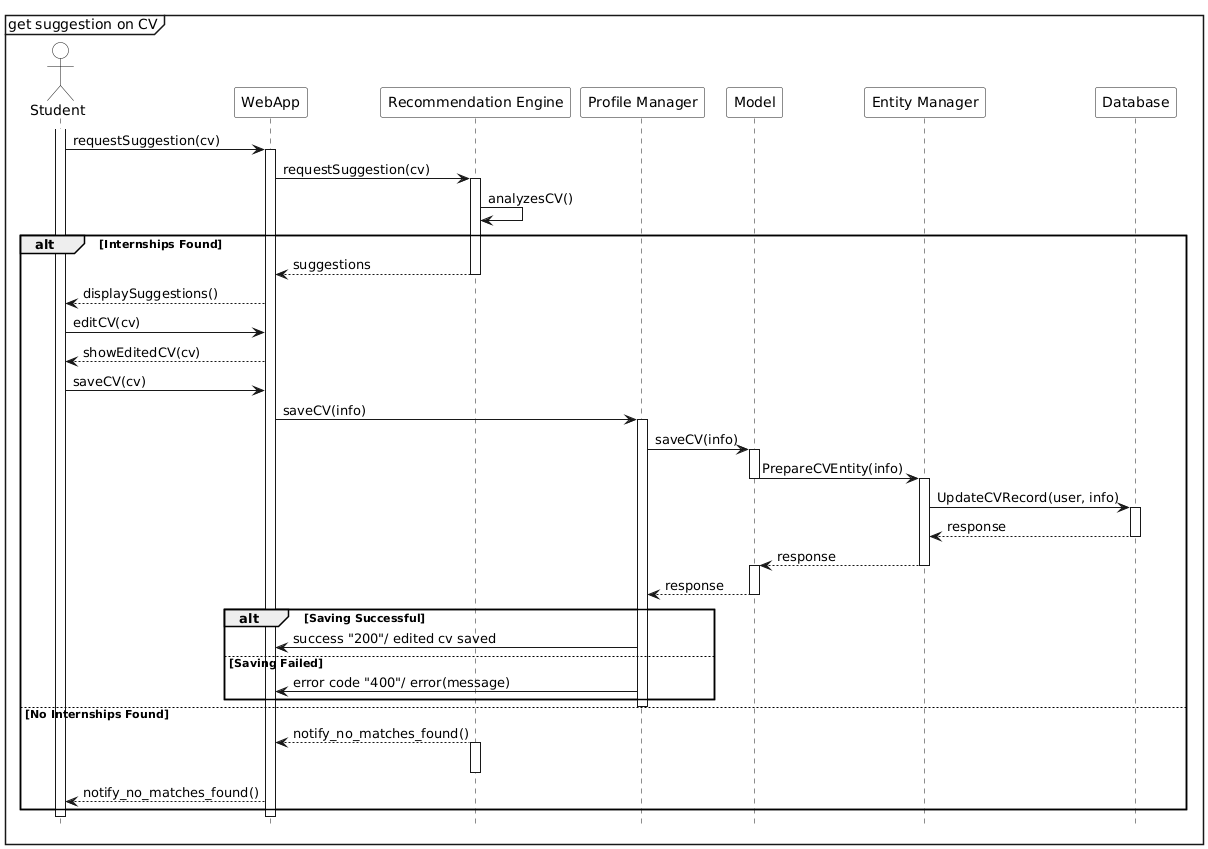 get suggestion on CV
Student
WebApp
Recommendation Engine
Profile Manager
Model
Entity Manager
Database
requestSuggestion(cv)
requestSuggestion(cv)
analyzesCV()
alt
[Internships Found]
suggestions
displaySuggestions()
editCV(cv)
showEditedCV(cv)
saveCV(cv)
saveCV(info)
saveCV(info)
PrepareCVEntity(info)
UpdateCVRecord(user, info)
response
response
response
alt
[Saving Successful]
success "200"/ edited cv saved
[Saving Failed]
error code "400"/ error(message)
[No Internships Found]
notify_no_matches_found()
notify_no_matches_found()